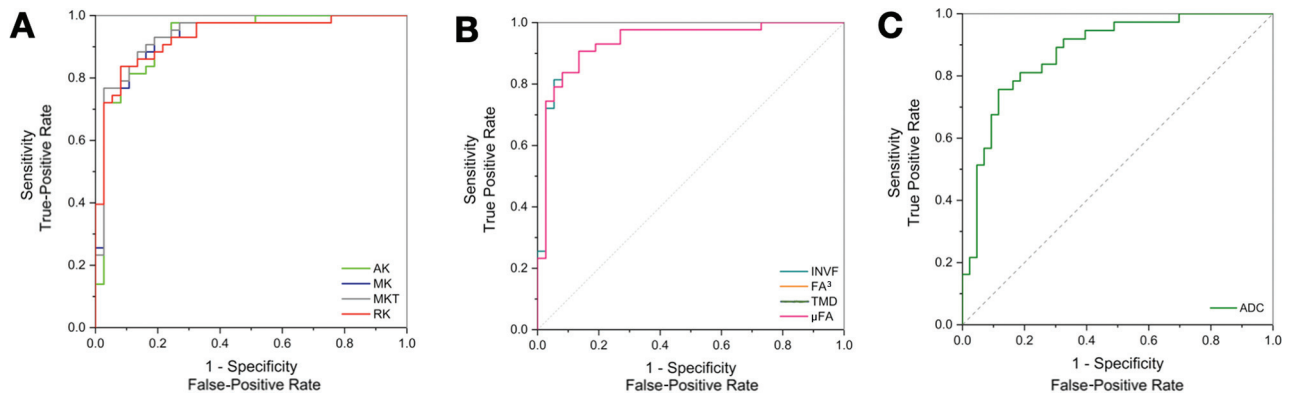 A
1.0
0.8
0.6
0.4
0.2
0.0
Sensitivity
True-Positive Rate
AK
MK
MKT
RK
0.0 0.2 0.4 0.6 0.8 1.0
1 - Specificity
False-Positive Rate
B
1.0
0.8
0.6
0.4
0.2
0.0
Sensitivity
True Positive Rate
INVF
FA³
TMD
μFA
0.0 0.2 0.4 0.6 0.8 1.0
1 - Specificity
False-Positive Rate
C
1.0
0.8
0.6
0.4
0.2
0.0
Sensitivity
True Positive Rate
ADC
0.0 0.2 0.4 0.6 0.8 1.0
1 - Specificity
False-Positive Rate